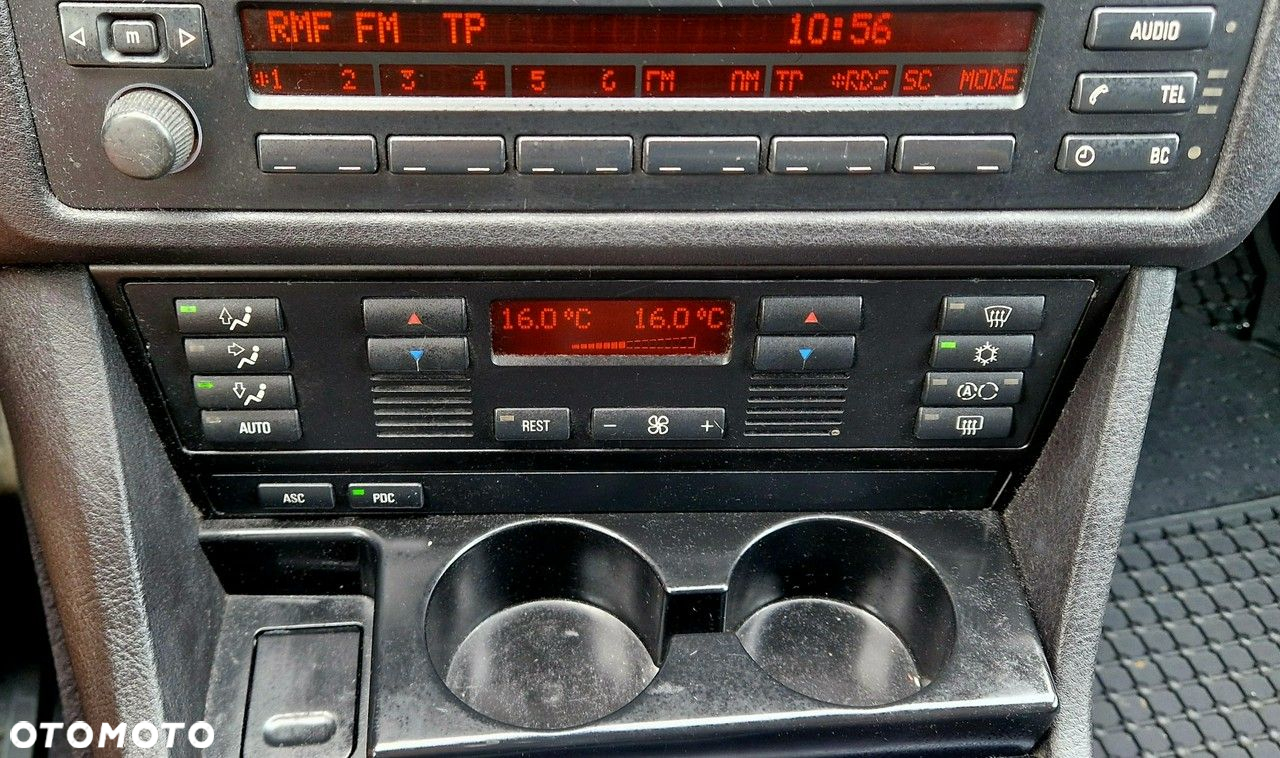 m RMF FM TP 10:56 AUDIO
1 2 3 4 5 6 FM AM TP RDS SC MODE TEL
BC
16.0 °C 16.0 °C
A
AUTO REST - +
ASC PDC
OTOMOTO